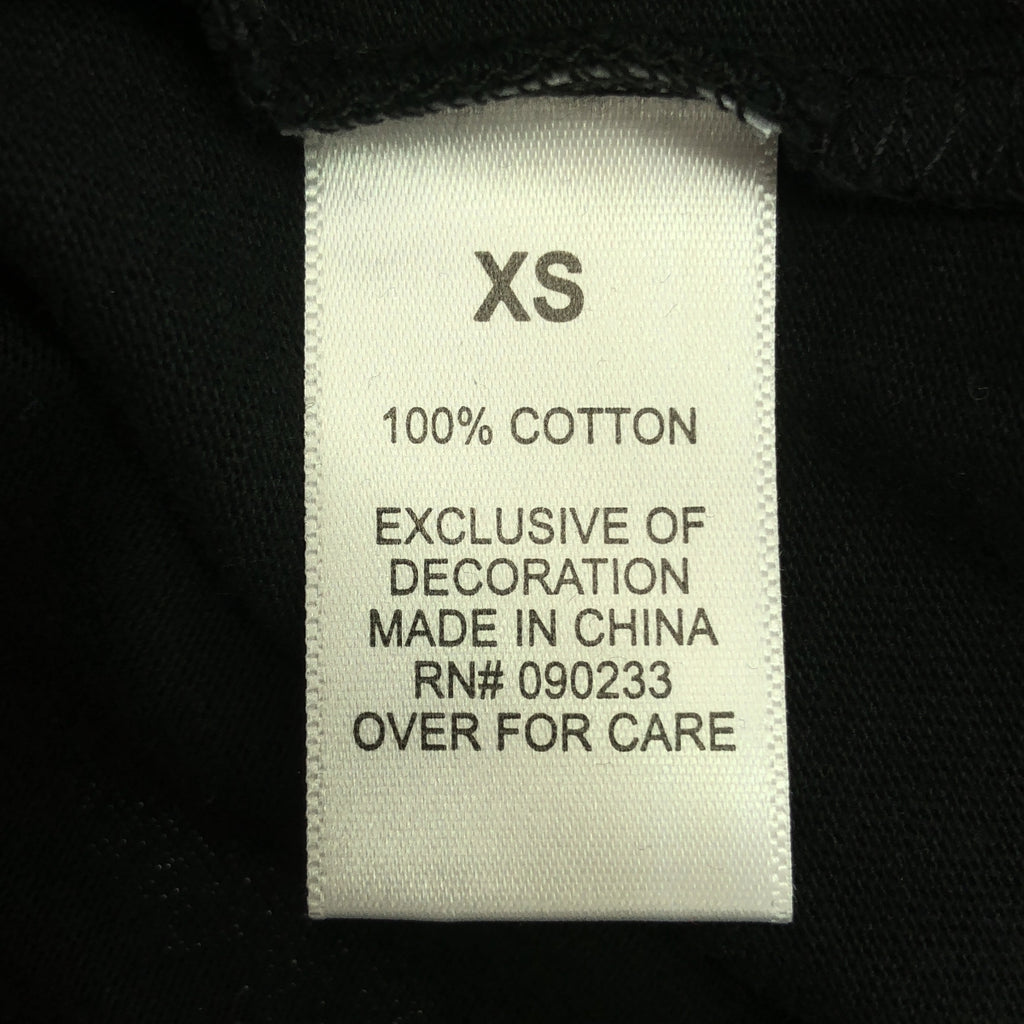 XS
100% COTTON
EXCLUSIVE OF
DECORATION
MADE IN CHINA
RN# 090233
OVER FOR CARE